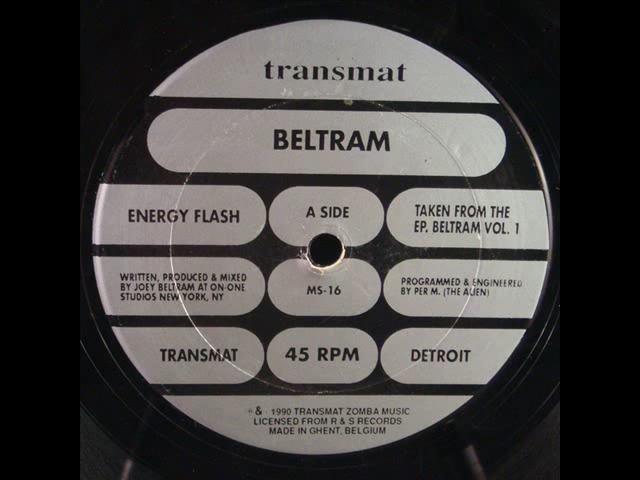 transmat
BELTRAM
ENERGY FLASH
A SIDE
TAKEN FROM THE
EP. BELTRAM VOL. 1
WRITTEN, PRODUCED & MIXED
BY JOEY BELTRAM AT ON-ONE
STUDIOS NEW YORK, NY
MS-16
PROGRAMMED & ENGINEERED
BY PER M. (THE ALIEN)
TRANSMAT
45 RPM
DETROIT
& 1990 TRANSMAT ZOMBA MUSIC
LICENSED FROM R & S RECORDS
MADE IN GHENT, BELGIUM